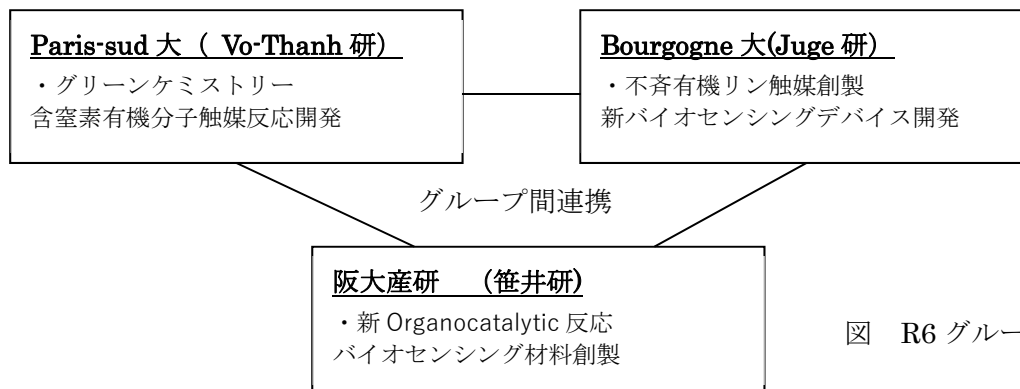 Paris-sud 大（ Vo-Thanh 研）
・グリーンケミストリー
含窒素有機分子触媒反応開発
Bourgogne 大(Juge 研）
・不斉有機リン触媒創製
新バイオセンシングデバイス開発
グループ間連携
阪大産研　（笹井研)
・新 Organocatalytic 反応
バイオセンシング材料創製
図　R6 グルー